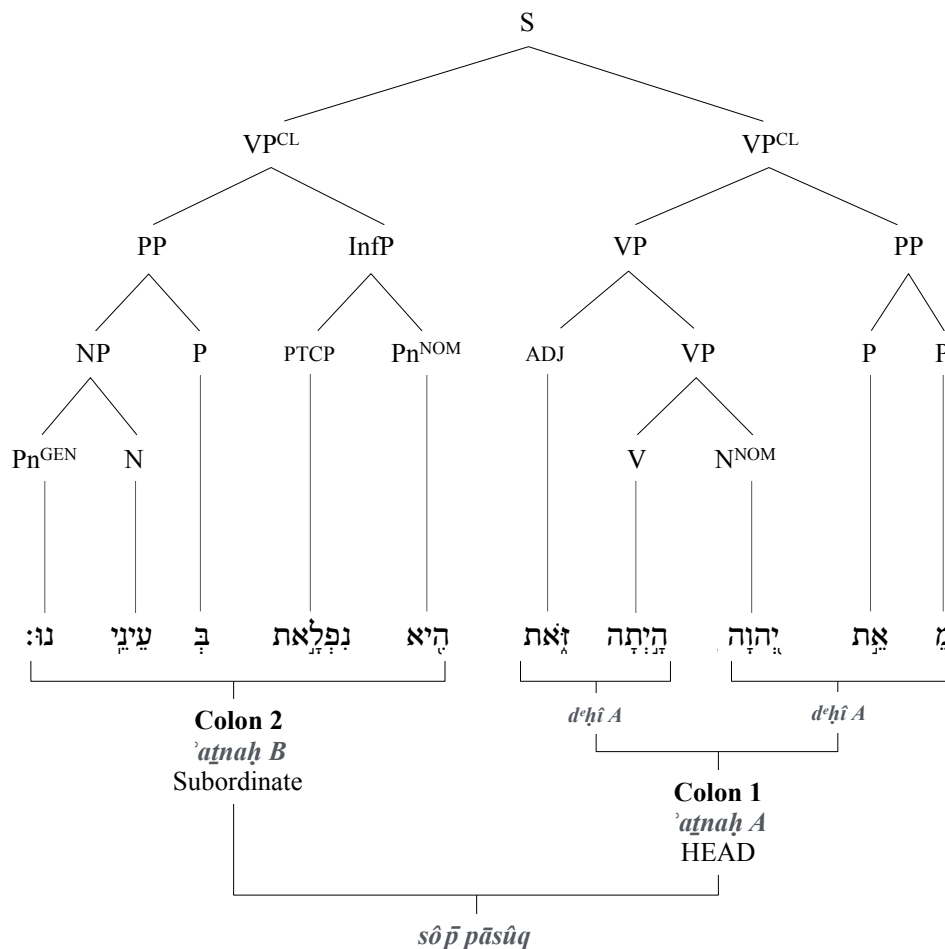 S
VP^CL VP^CL
PP InfP VP PP
NP P PTCP Pn^NOM ADJ VP P P
Pn^GEN N V N^NOM
מֵ אֵ֣ת יְ֭הוָה הָ֣יְתָה זֹּ֑את הִ֖יא נִפְלָ֣את בְּ עֵינֵֽי נוּ׃
dᵉḥî A dᵉḥî A
Colon 2
ʾaṯnaḥ B
Subordinate
Colon 1
ʾaṯnaḥ A
HEAD
sôp̄ pāsûq